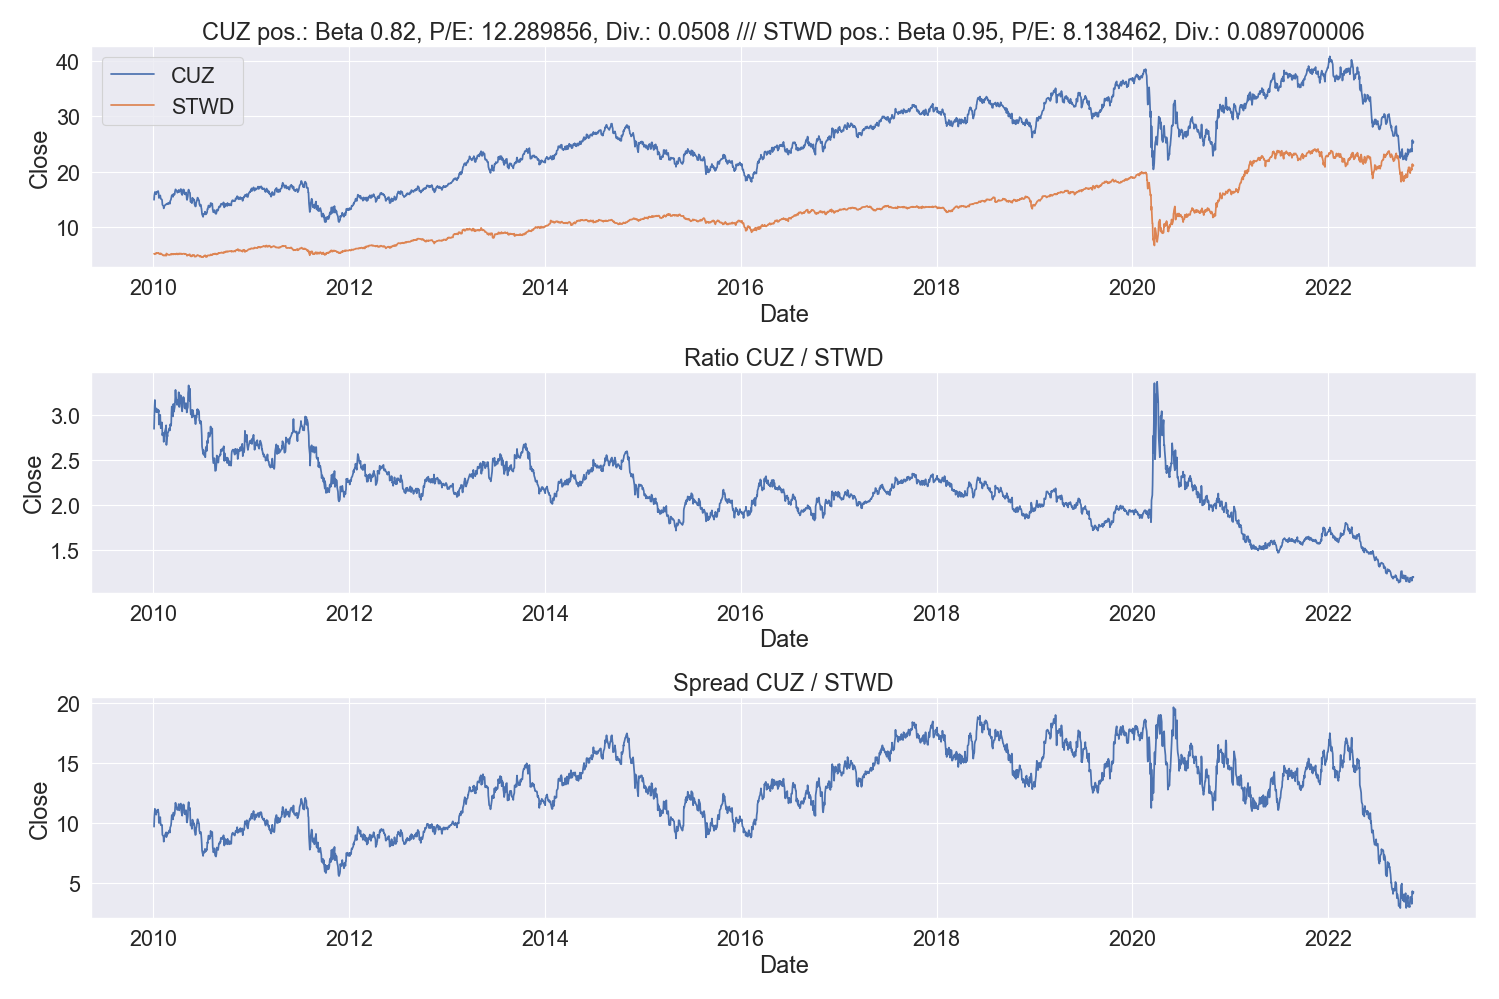 CUZ pos.: Beta 0.82, P/E: 12.289856, Div.: 0.0508 /// STWD pos.: Beta 0.95, P/E: 8.138462, Div.: 0.089700006
CUZ
STWD
Close
40
30
20
10
2010 2012 2014 2016 2018 2020 2022
Date
Ratio CUZ / STWD
Close
3.0
2.5
2.0
1.5
2010 2012 2014 2016 2018 2020 2022
Date
Spread CUZ / STWD
Close
20
15
10
5
2010 2012 2014 2016 2018 2020 2022
Date